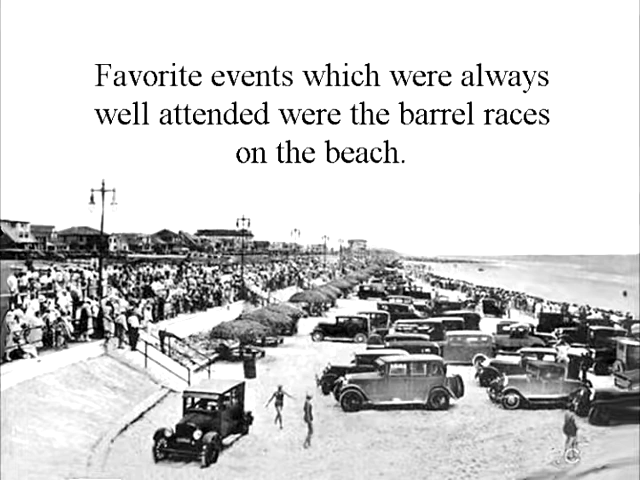 Favorite events which were always
well attended were the barrel races
on the beach.